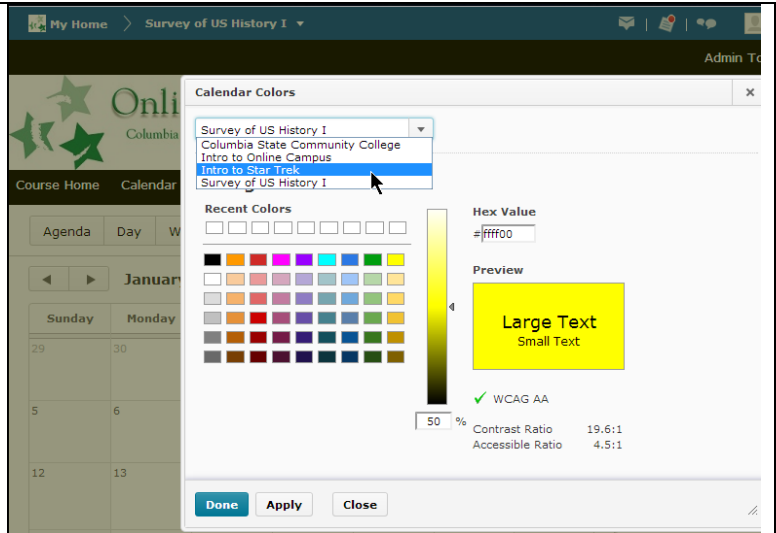 My Home > Survey of US History I ▼
Admin To
Onli
Columbia
Course Home Calendar
Agenda Day W
◄ ► January
Sunday Monday
29 30
5 6
12 13
Calendar Colors x
Survey of US History I ▼
Columbia State Community College
Intro to Online Campus
Intro to Star Trek
Survey of US History I
Recent Colors
Hex Value
#ffff00
Preview
Large Text
Small Text
✓ WCAG AA
50 %
Contrast Ratio 19.6:1
Accessible Ratio 4.5:1
Done Apply Close